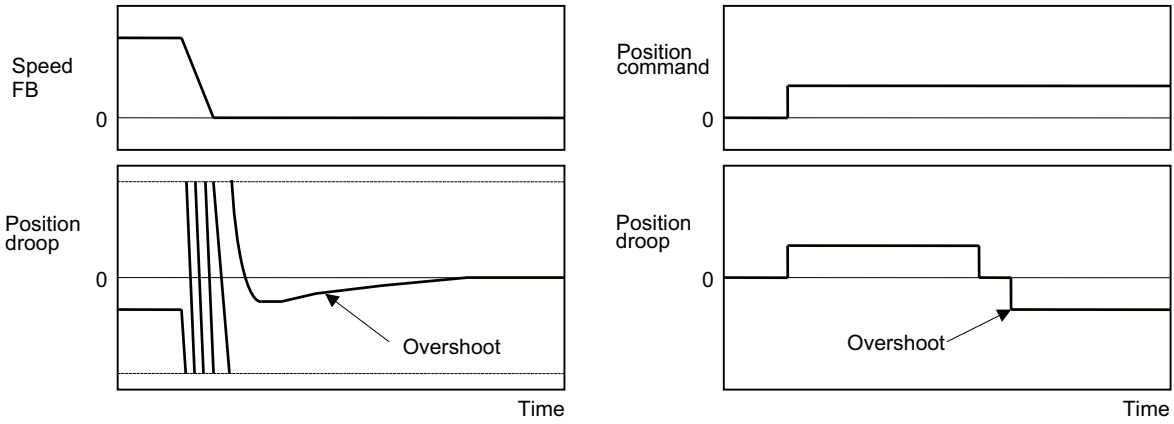 Speed
FB
0
Position
droop
0
Overshoot
Time
Position
command
0
Position
droop
0
Overshoot
Time